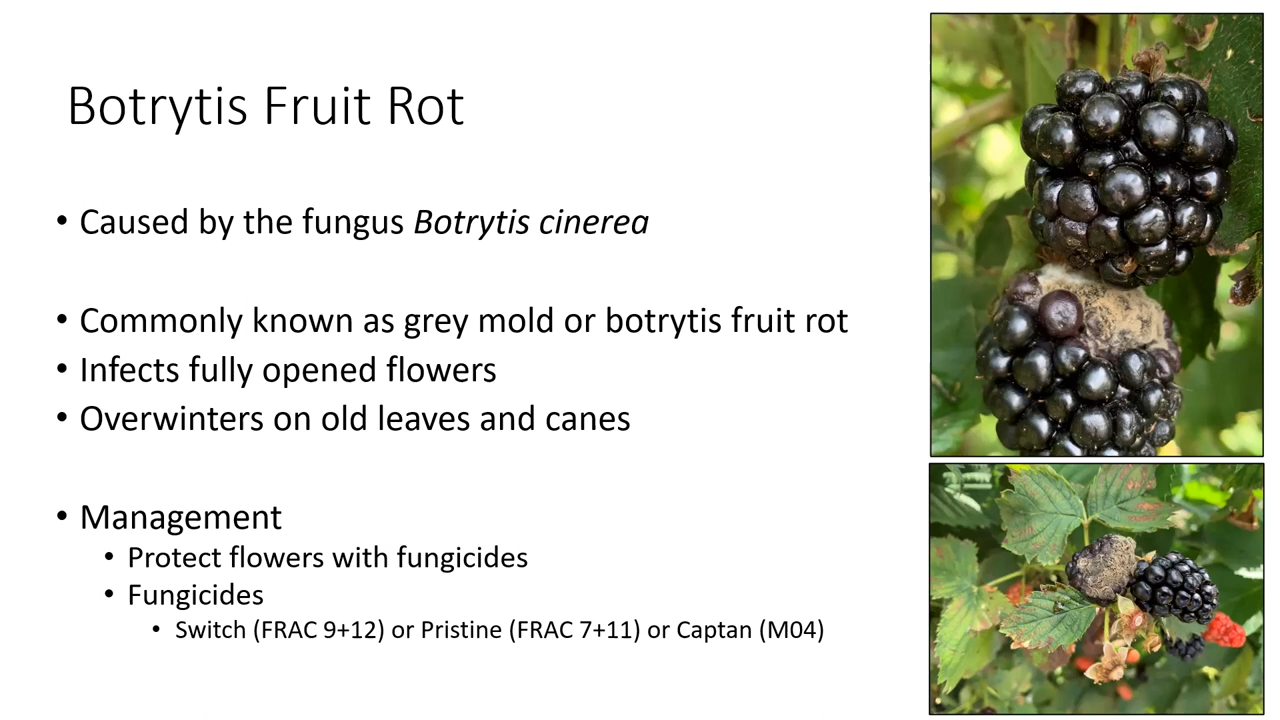 Botrytis Fruit Rot
• Caused by the fungus Botrytis cinerea
• Commonly known as grey mold or botrytis fruit rot
• Infects fully opened flowers
• Overwinters on old leaves and canes
• Management
• Protect flowers with fungicides
• Fungicides
• Switch (FRAC 9+12) or Pristine (FRAC 7+11) or Captan (M04)